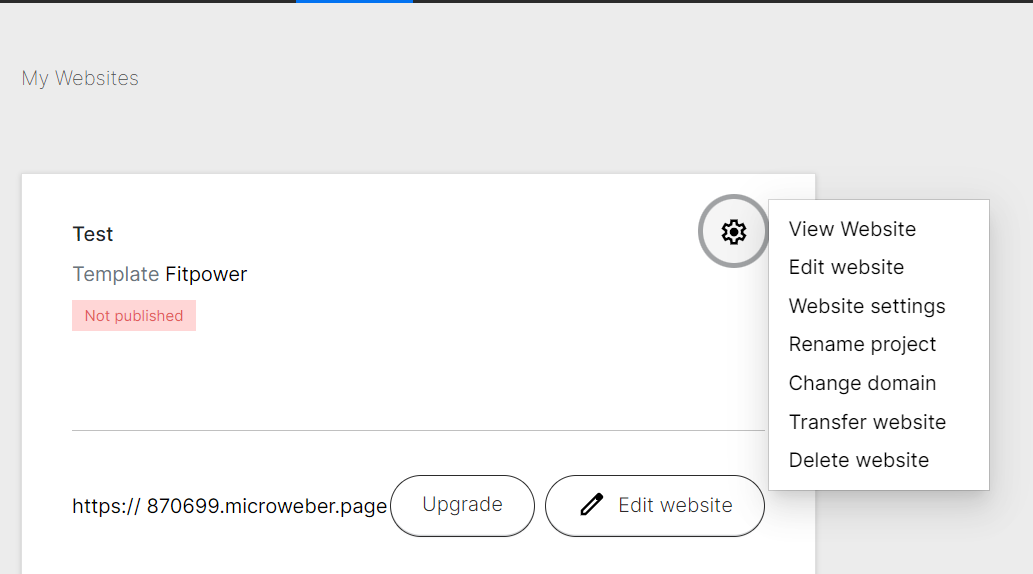 My Websites
Test
Template Fitpower
Not published
View Website
Edit website
Website settings
Rename project
Change domain
Transfer website
Delete website
https:// 870699.microweber.page
Upgrade
Edit website